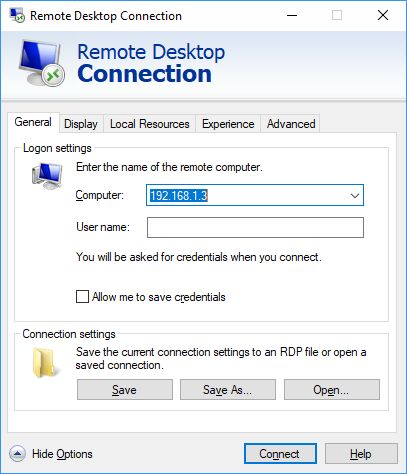 Remote Desktop Connection
Remote Desktop
Connection
General Display Local Resources Experience Advanced
Logon settings
Enter the name of the remote computer.
Computer: 192.168.1.3
User name:
You will be asked for credentials when you connect.
Allow me to save credentials
Connection settings
Save the current connection settings to an RDP file or open a
saved connection.
Save Save As... Open...
Hide Options Connect Help